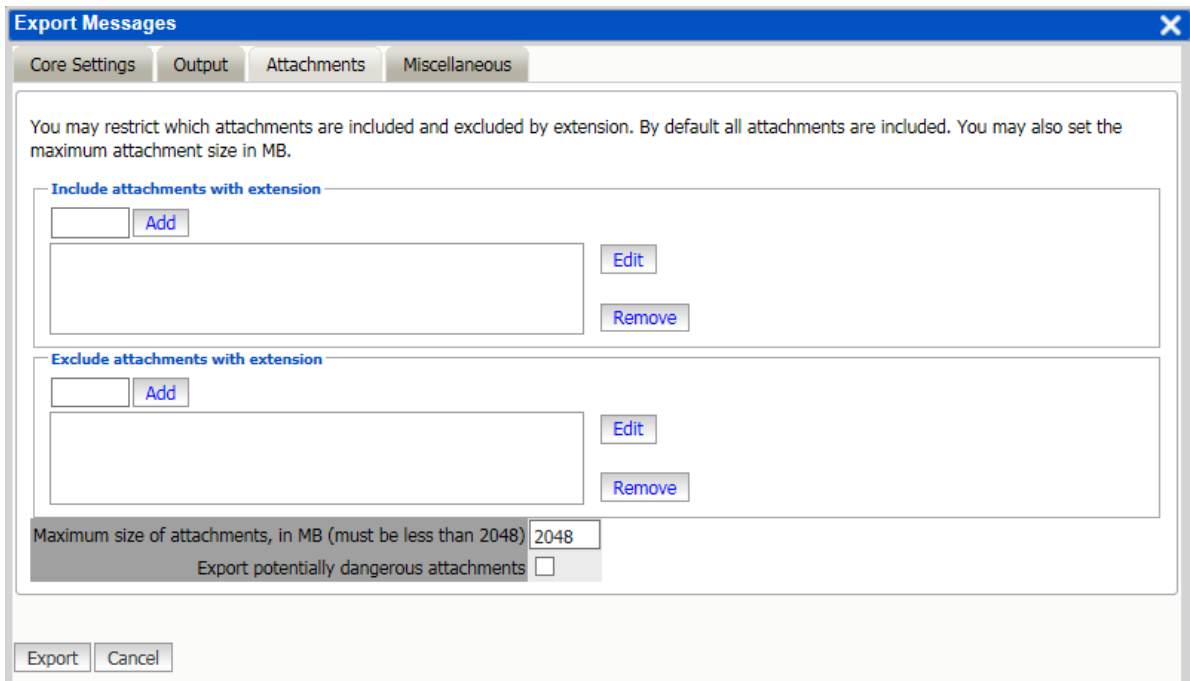 Export Messages
Core Settings Output Attachments Miscellaneous
You may restrict which attachments are included and excluded by extension. By default all attachments are included. You may also set the
maximum attachment size in MB.
Include attachments with extension
Add
Edit
Remove
Exclude attachments with extension
Add
Edit
Remove
Maximum size of attachments, in MB (must be less than 2048) 2048
Export potentially dangerous attachments
Export Cancel